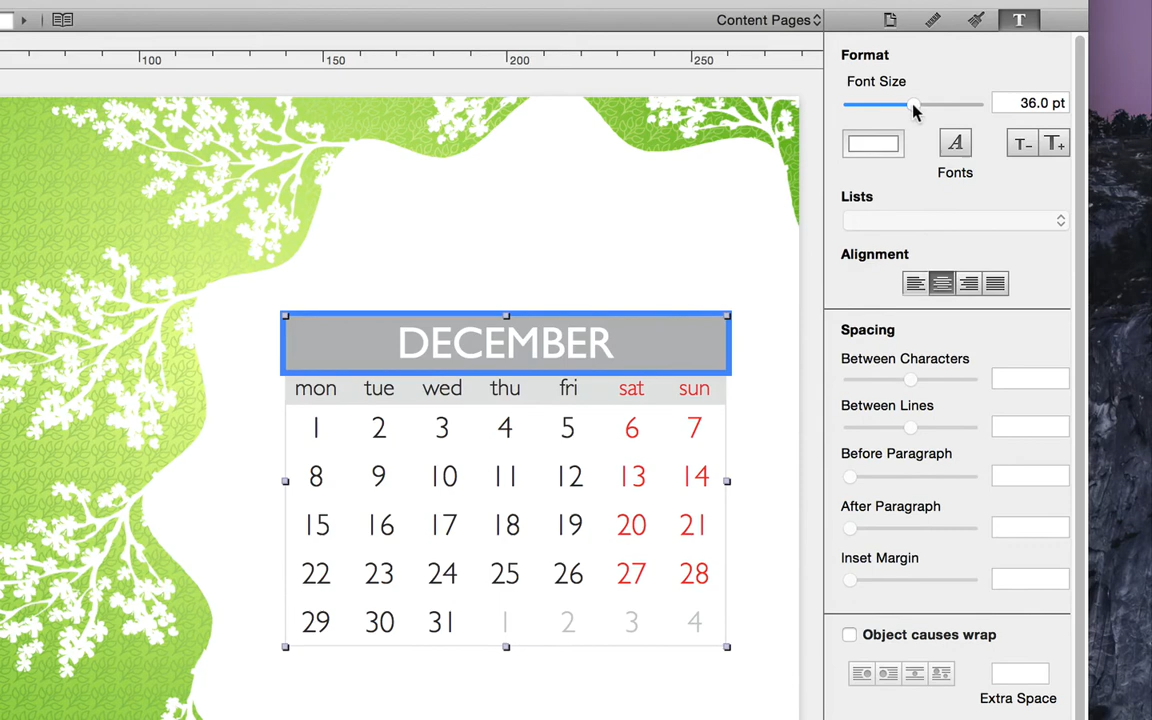 Content Pages
T
100 150 200 250
Format
Font Size
36.0 pt
A T- T+
Fonts
Lists
Alignment
Spacing
Between Characters
Between Lines
Before Paragraph
After Paragraph
Inset Margin
Object causes wrap
Extra Space
DECEMBER
mon tue wed thu fri sat sun
1 2 3 4 5 6 7
8 9 10 11 12 13 14
15 16 17 18 19 20 21
22 23 24 25 26 27 28
29 30 31 1 2 3 4